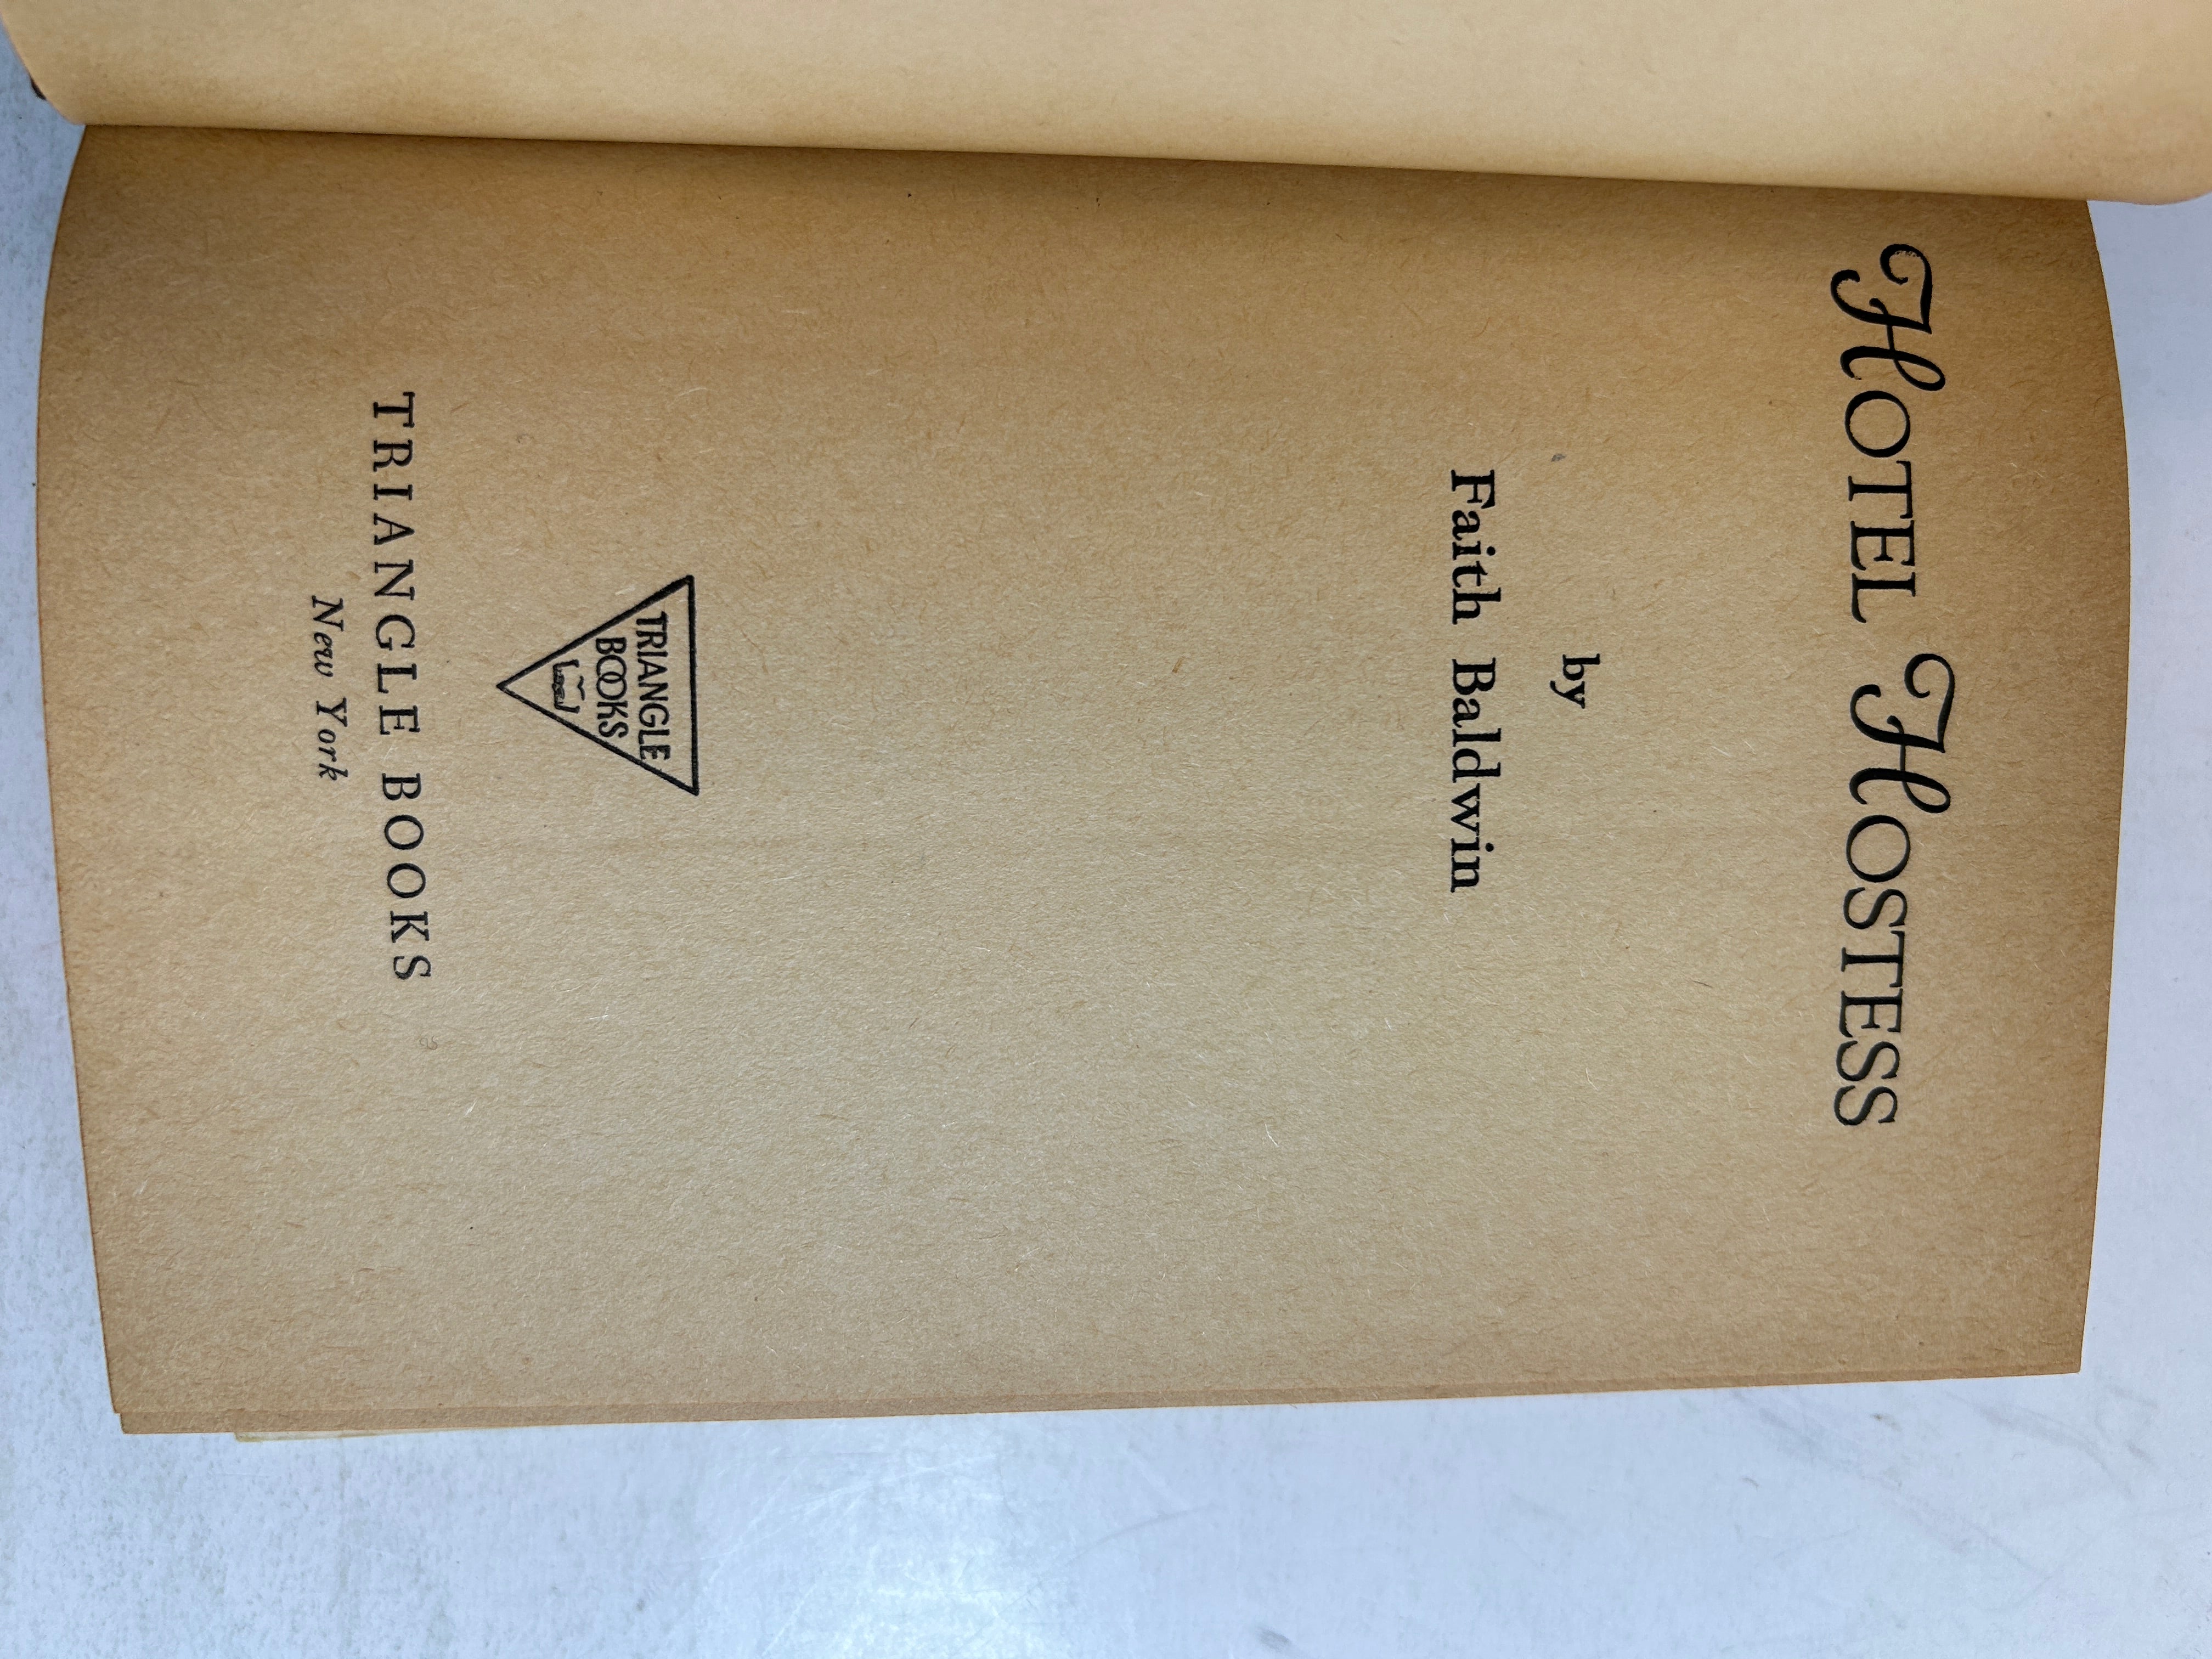 Hotel Hostess
by
Faith Baldwin
TRIANGLE
BOOKS
TRIANGLE BOOKS
New York